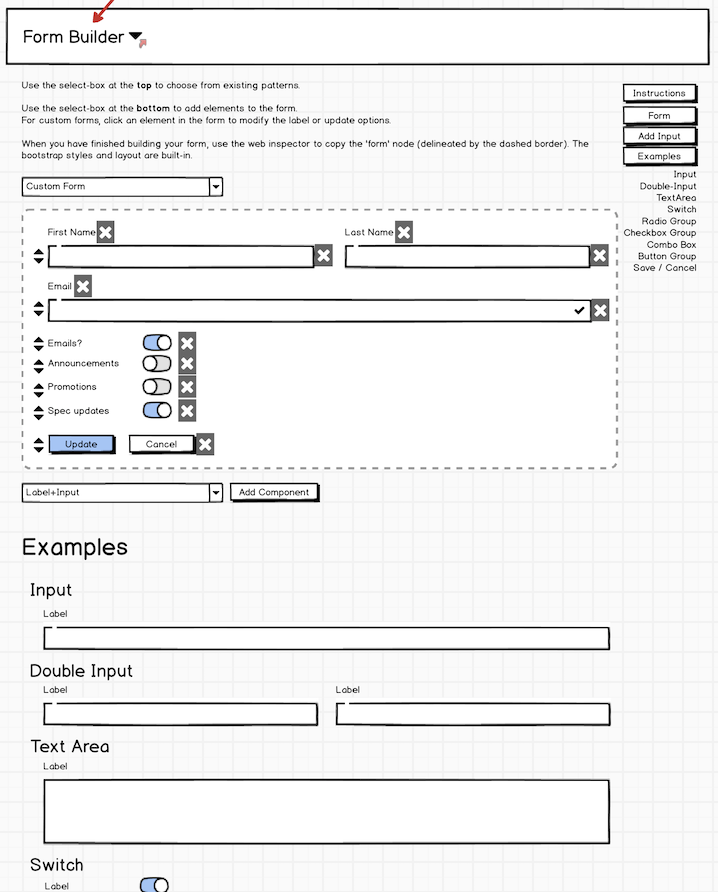 Form Builder
Use the select-box at the top to choose from existing patterns.
Use the select-box at the bottom to add elements to the form.
For custom forms, click an element in the form to modify the label or update options.
When you have finished building your form, use the web inspector to copy the 'form' node (delineated by the dashed border). The
bootstrap styles and layout are built-in.
Instructions
Form
Add Input
Examples
Input
Double-Input
TextArea
Switch
Radio Group
Checkbox Group
Combo Box
Button Group
Save / Cancel
Custom Form
First Name
Last Name
Email
Emails?
Announcements
Promotions
Spec updates
Update
Cancel
Label+Input
Add Component
Examples
Input
Label
Double Input
Label
Label
Text Area
Label
Switch
Label